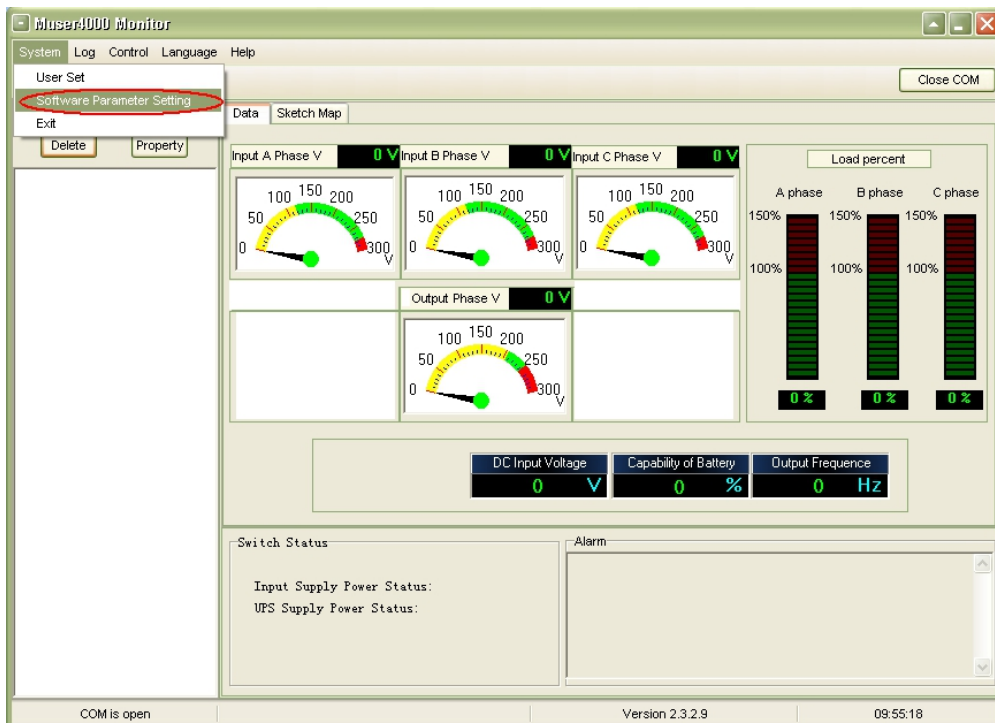 Muser4000 Monitor
System Log Control Language Help
User Set
Software Parameter Setting
Exit
Close COM
Delete Property
Data Sketch Map
Input A Phase V 0 V
0 50 100 150 200 250 300 V
Input B Phase V 0 V
0 50 100 150 200 250 300 V
Input C Phase V 0 V
0 50 100 150 200 250 300 V
Output Phase V 0 V
0 50 100 150 200 250 300 V
Load percent
A phase B phase C phase
150% 150% 150%
100% 100% 100%
0 % 0 % 0 %
DC Input Voltage Capability of Battery Output Frequence
0 V 0 % 0 Hz
Switch Status
Input Supply Power Status:
UPS Supply Power Status:
Alarm
COM is open Version 2.3.2.9 09:55:18